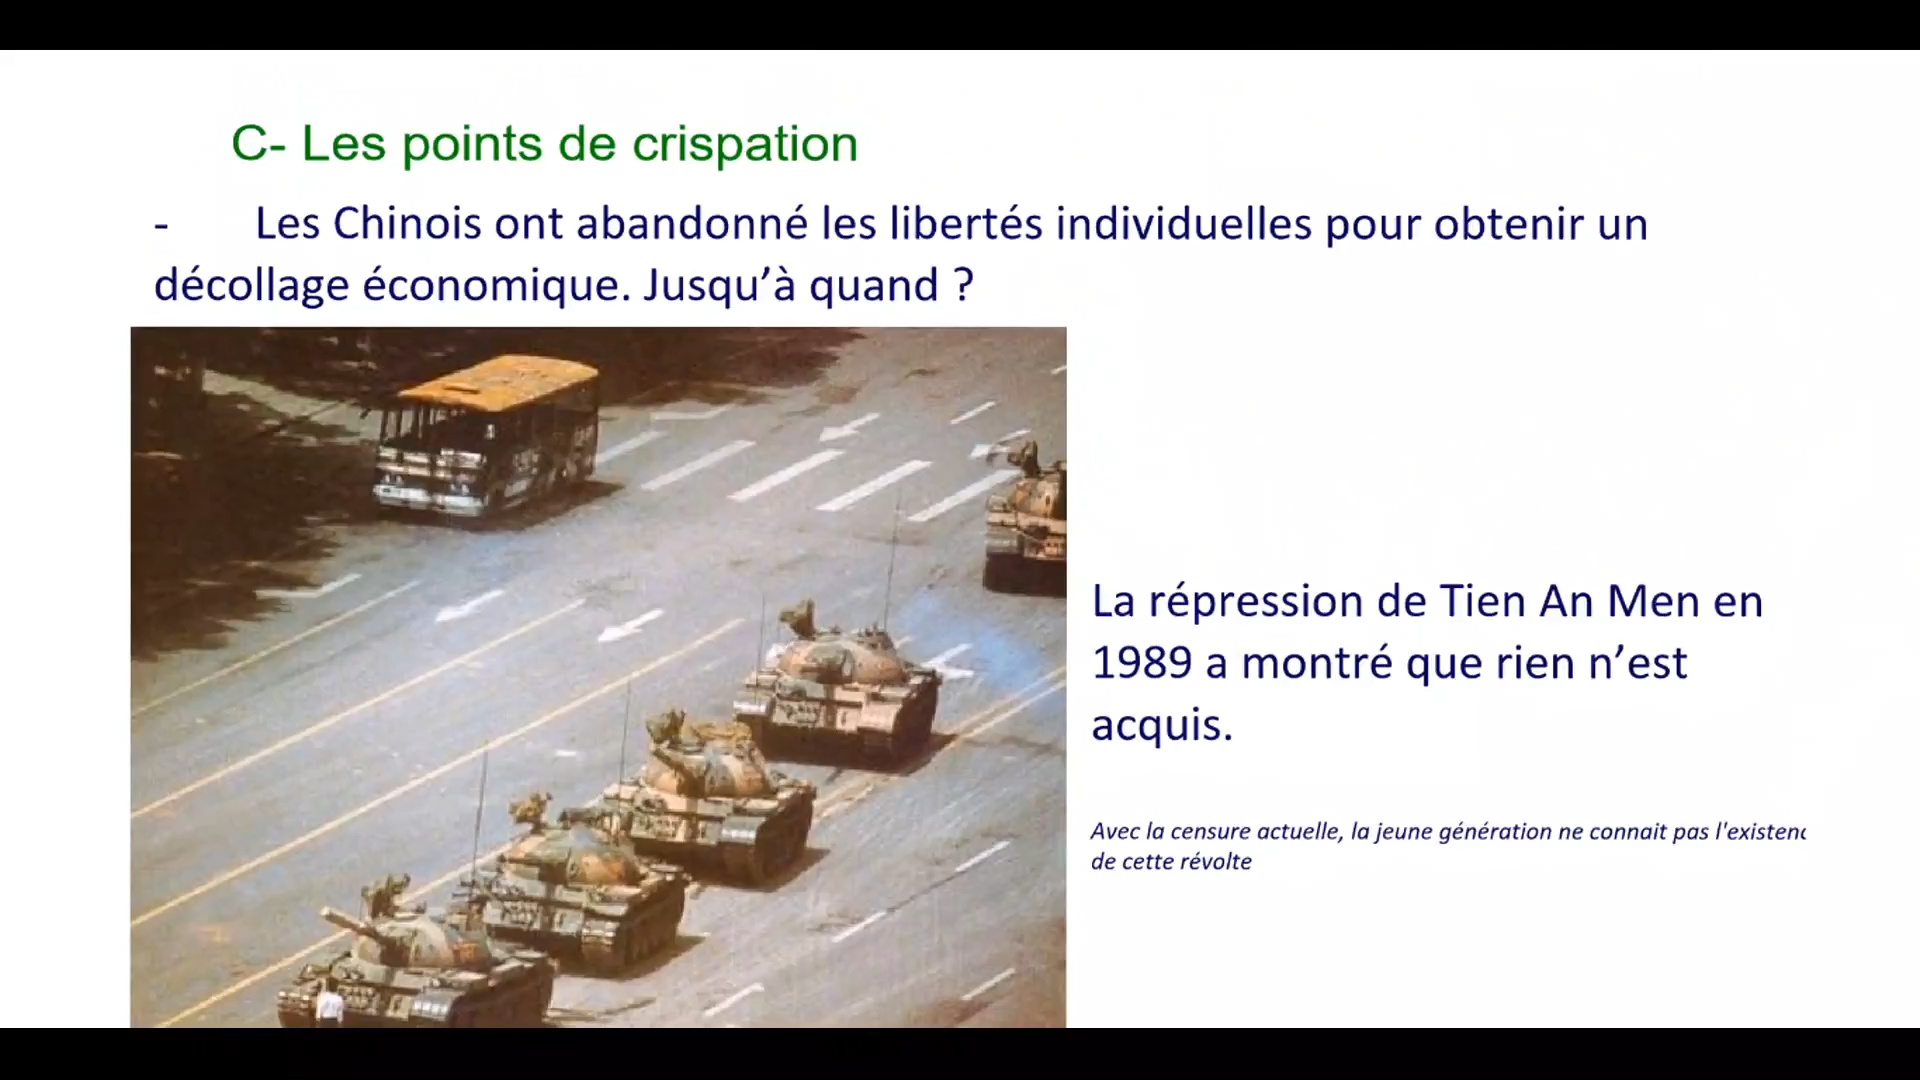 C- Les points de crispation
- Les Chinois ont abandonné les libertés individuelles pour obtenir un
décollage économique. Jusqu’à quand ?
La répression de Tien An Men en
1989 a montré que rien n’est
acquis.
Avec la censure actuelle, la jeune génération ne connait pas l'existenc
de cette révolte